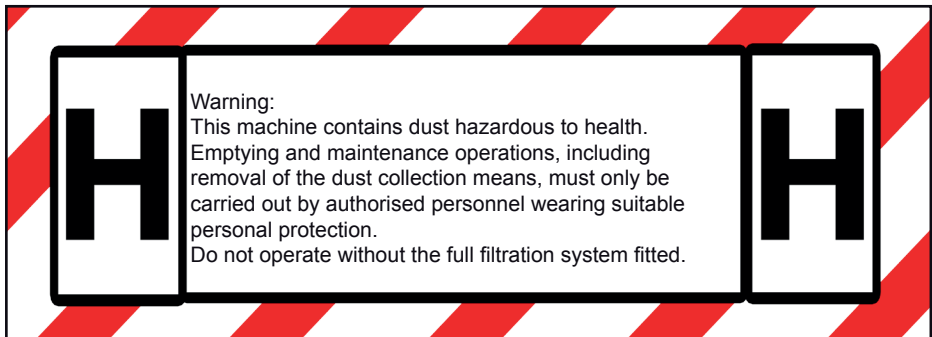 H
Warning:
This machine contains dust hazardous to health.
Emptying and maintenance operations, including
removal of the dust collection means, must only be
carried out by authorised personnel wearing suitable
personal protection.
Do not operate without the full filtration system fitted.
H